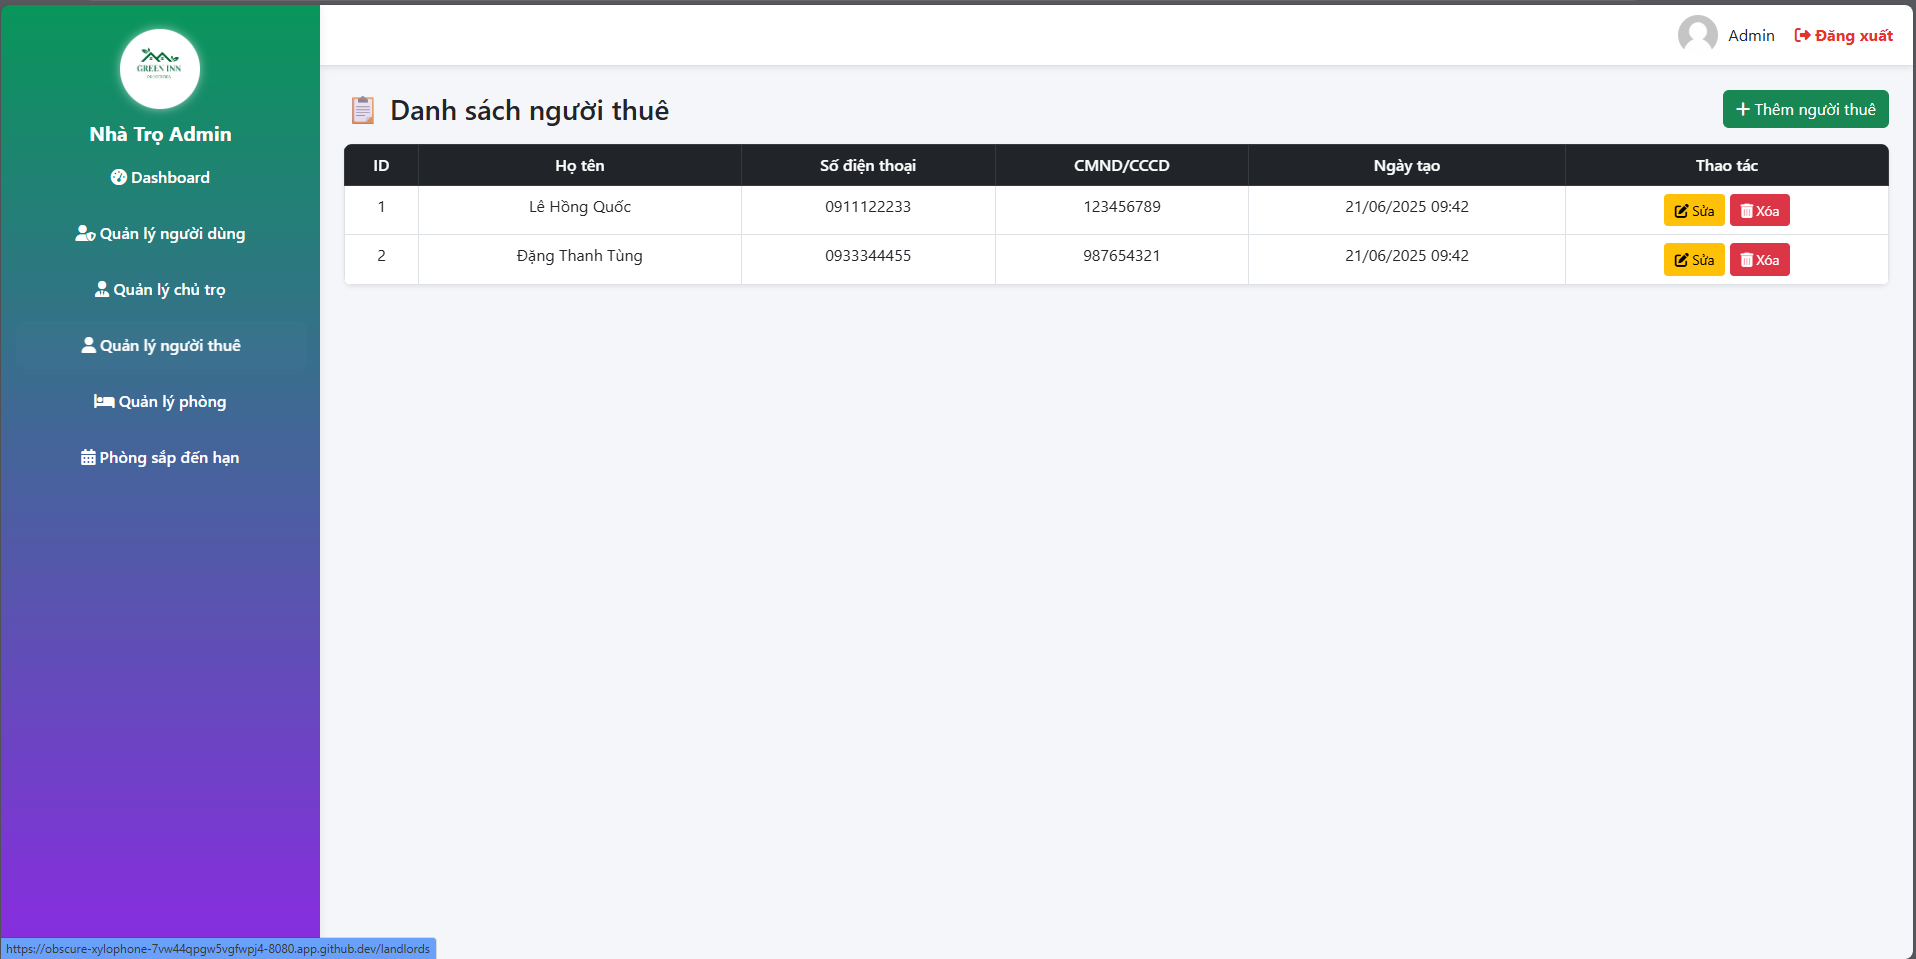 GREEN INN
Nhà Trọ Admin
Dashboard
Quản lý người dùng
Quản lý chủ trọ
Quản lý người thuê
Quản lý phòng
Phòng sắp đến hạn
Admin Đăng xuất
Danh sách người thuê
Thêm người thuê
ID Họ tên Số điện thoại CMND/CCCD Ngày tạo Thao tác
1 Lê Hồng Quốc 0911122233 123456789 21/06/2025 09:42 Sửa Xóa
2 Đặng Thanh Tùng 0933344455 987654321 21/06/2025 09:42 Sửa Xóa
https://obscure-xylophone-7vw44qpgw5vgfwpj4-8080.app.github.dev/landlords